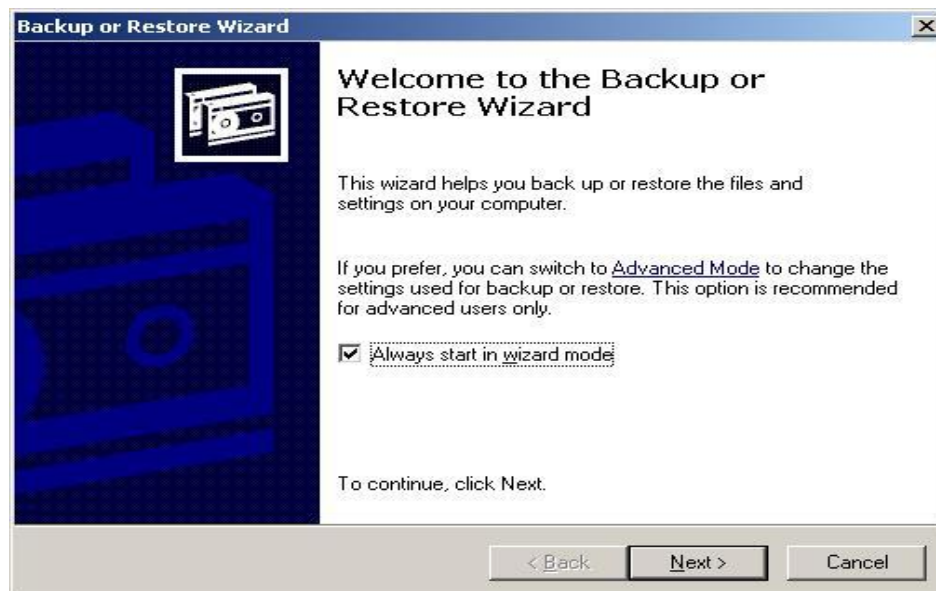 Backup or Restore Wizard
Welcome to the Backup or
Restore Wizard
This wizard helps you back up or restore the files and
settings on your computer.
If you prefer, you can switch to Advanced Mode to change the
settings used for backup or restore. This option is recommended
for advanced users only.
Always start in wizard mode
To continue, click Next.
< Back
Next >
Cancel